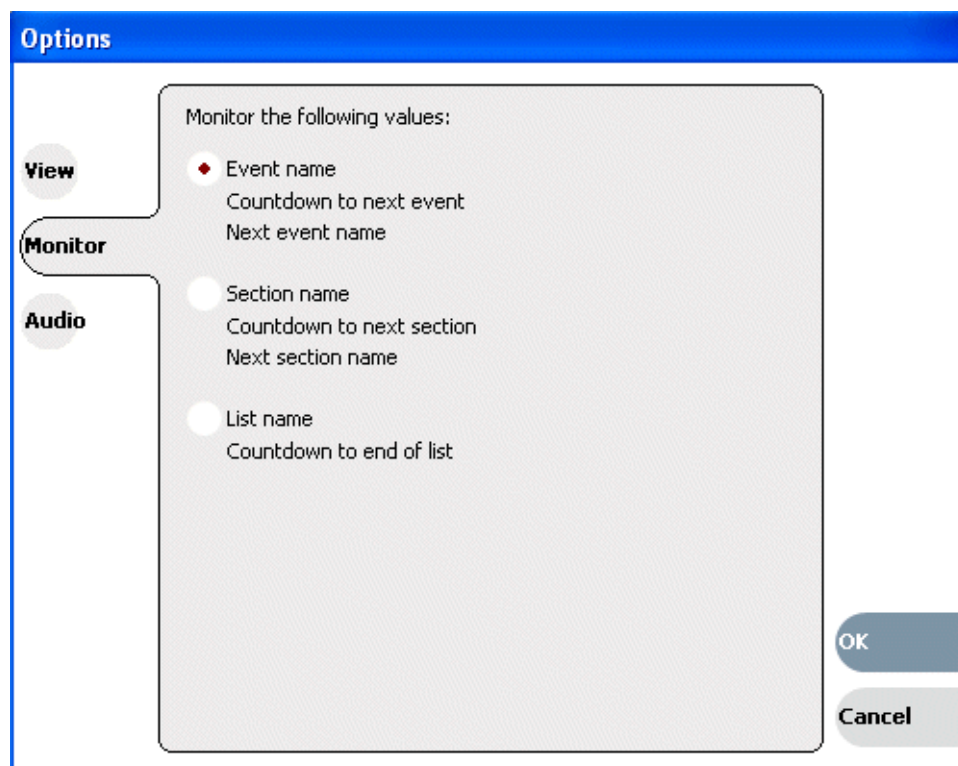 Options
View
Monitor
Audio
Monitor the following values:
Event name
Countdown to next event
Next event name
Section name
Countdown to next section
Next section name
List name
Countdown to end of list
OK
Cancel